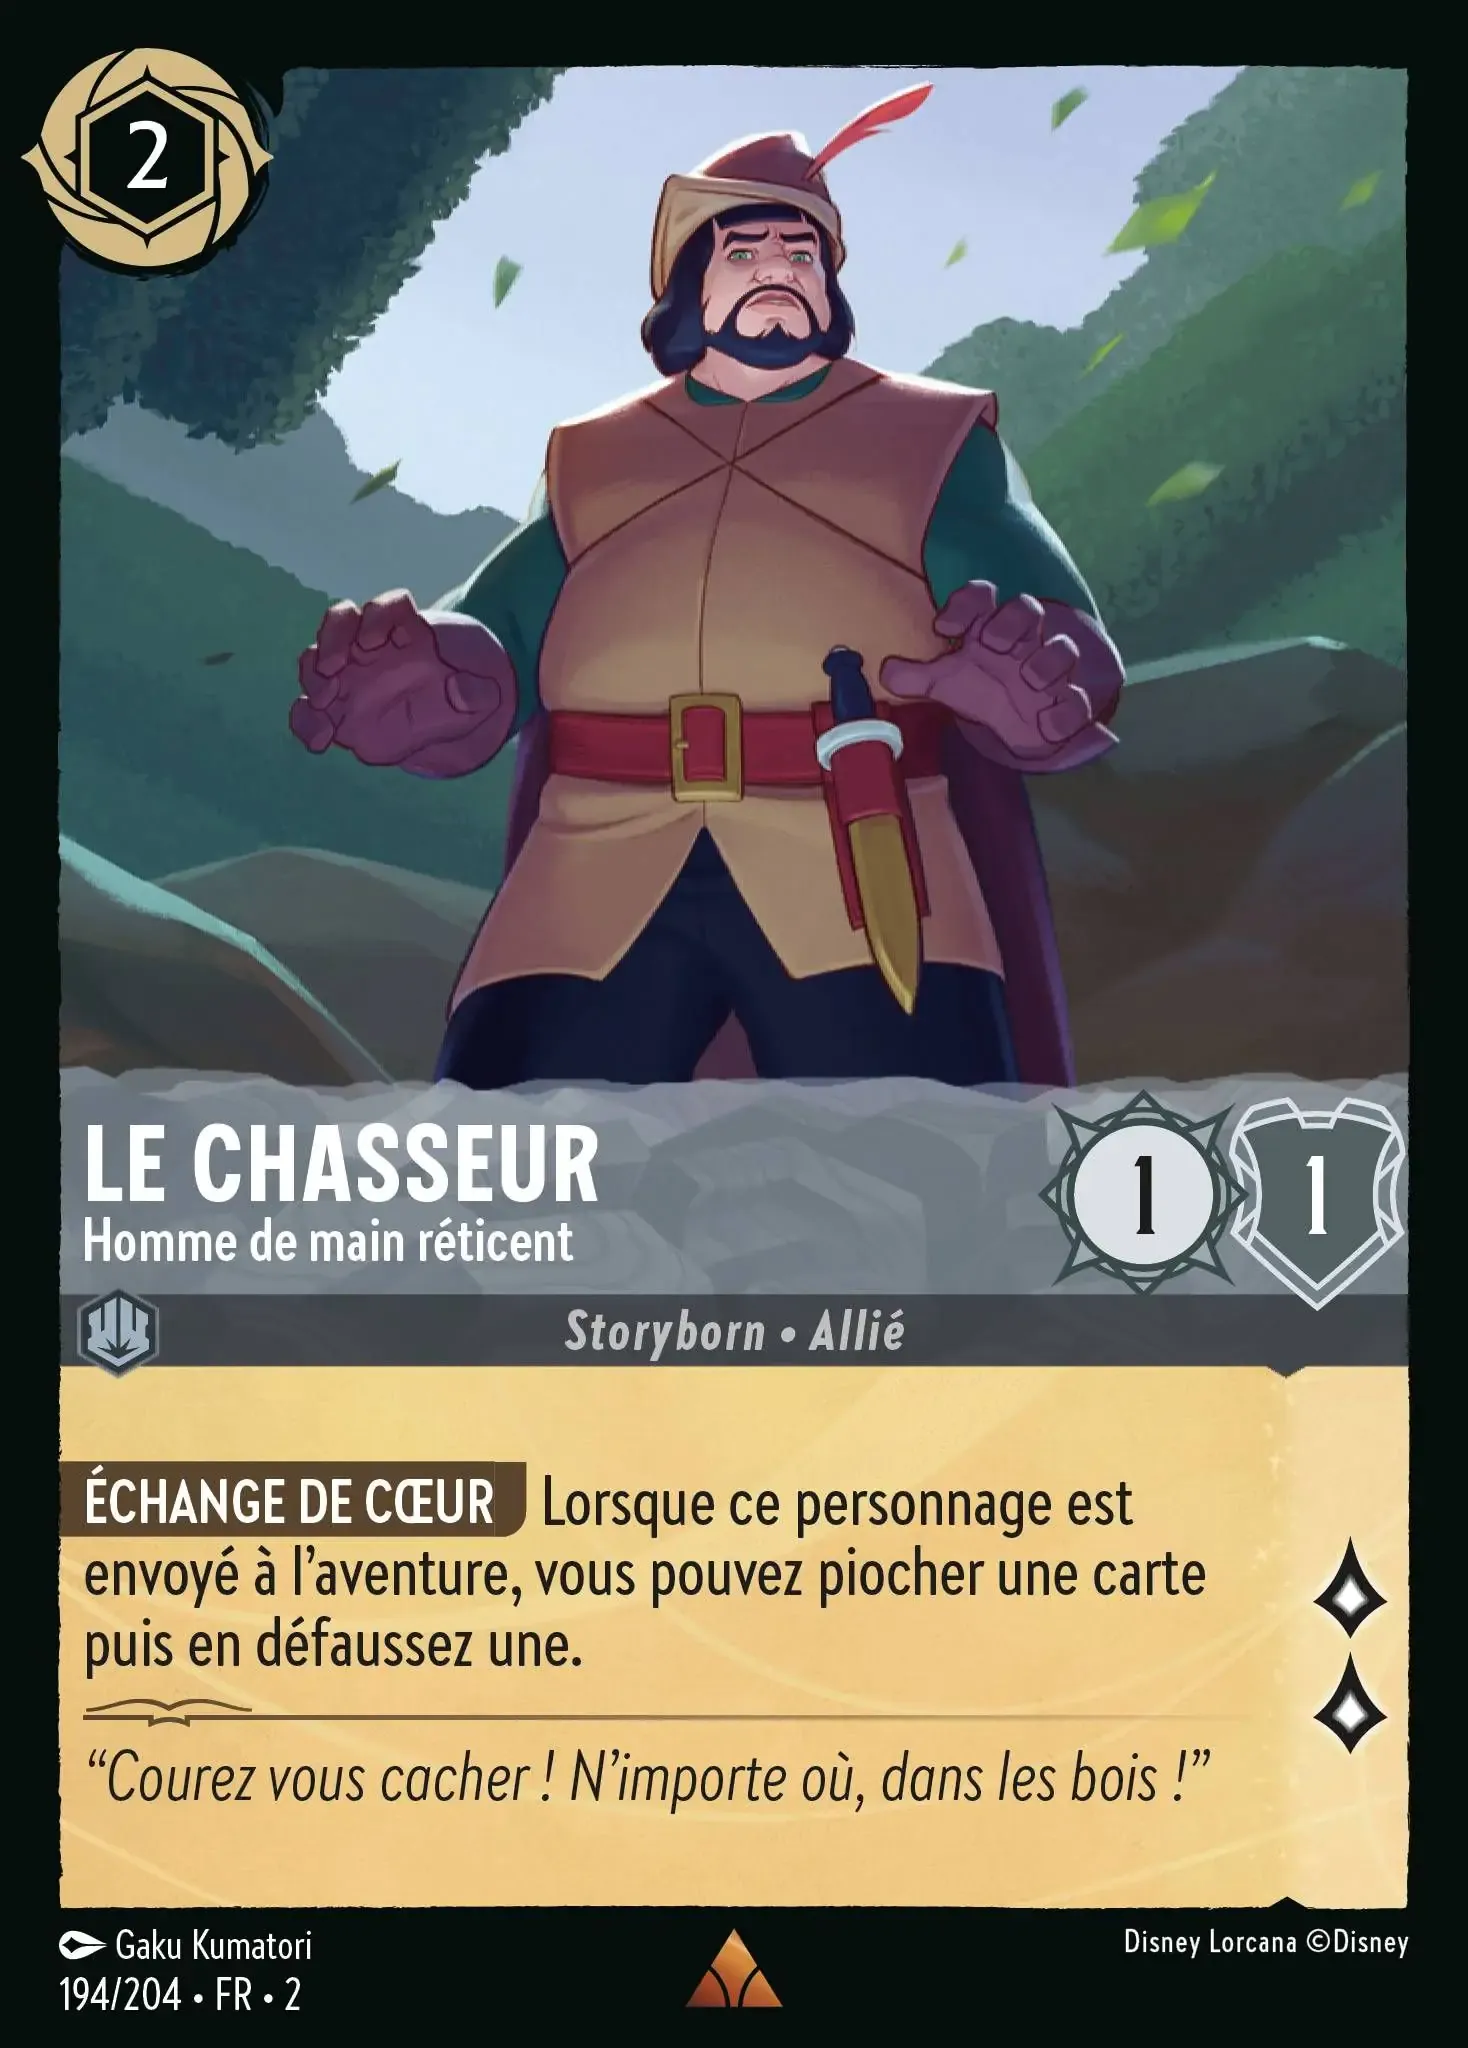 2
LE CHASSEUR
Homme de main réticent
1 1
Storyborn • Allié
ÉCHANGE DE CŒUR Lorsque ce personnage est
envoyé à l’aventure, vous pouvez piocher une carte
puis en défaussez une.
“Courez vous cacher ! N’importe où, dans les bois !”
Gaku Kumatori
194/204 • FR • 2
Disney Lorcana ©Disney